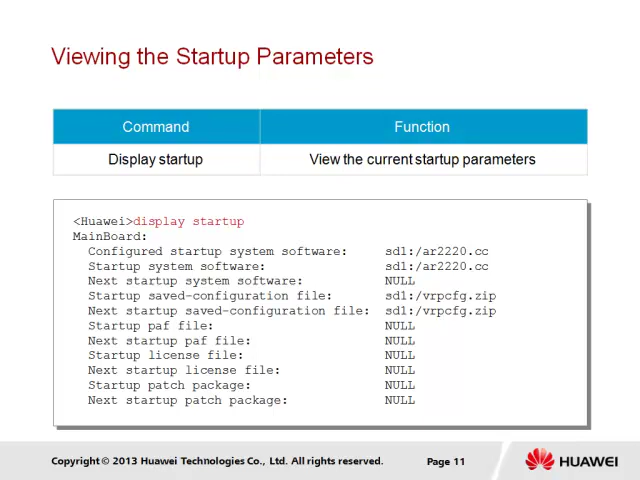 Viewing the Startup Parameters
Command Function
Display startup View the current startup parameters
<Huawei>display startup
MainBoard:
Configured startup system software: sd1:/ar2220.cc
Startup system software: sd1:/ar2220.cc
Next startup system software: NULL
Startup saved-configuration file: sd1:/vrpcfg.zip
Next startup saved-configuration file: sd1:/vrpcfg.zip
Startup paf file: NULL
Next startup paf file: NULL
Startup license file: NULL
Next startup license file: NULL
Startup patch package: NULL
Next startup patch package: NULL
Copyright © 2013 Huawei Technologies Co., Ltd. All rights reserved. Page 11 HUAWEI